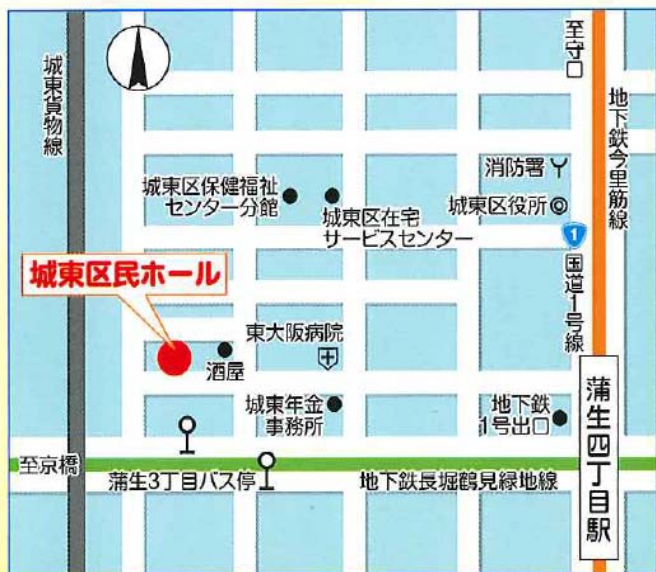 至守口
城東貨物線
地下鉄今里筋線
消防署
城東区保健福祉
センター分館
城東区在宅
サービスセンター
城東区役所
1
国道1号線
城東区民ホール
酒屋
東大阪病院
城東年金
事務所
地下鉄
1号出口
蒲生四丁目駅
至京橋
蒲生3丁目バス停
地下鉄長堀鶴見緑地線